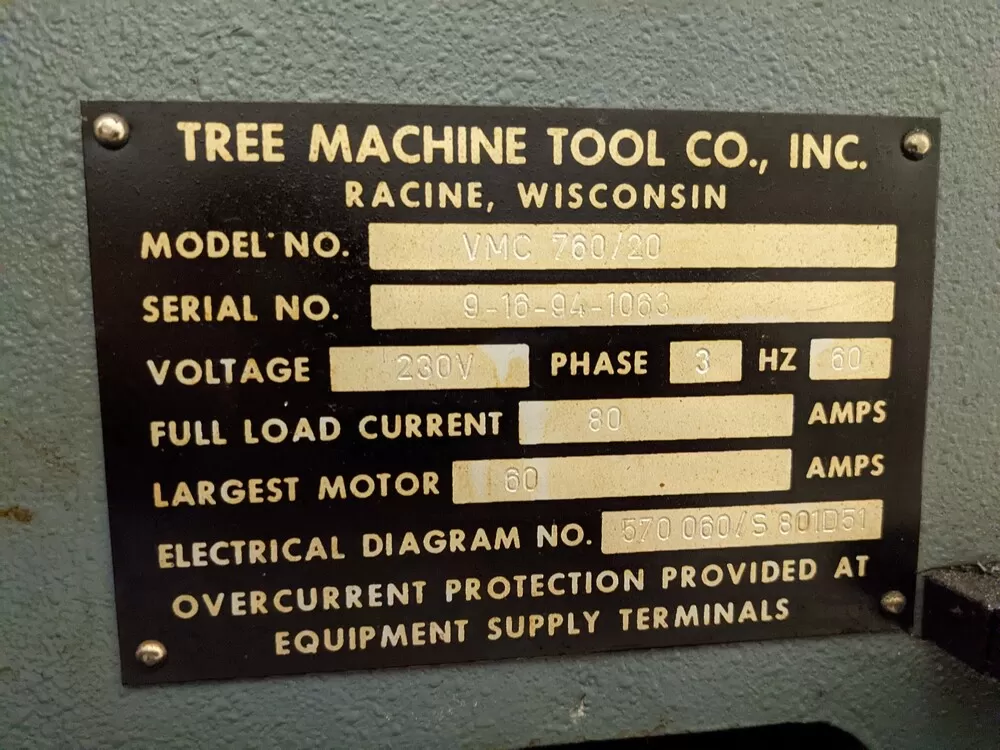 TREE MACHINE TOOL CO., INC.
RACINE, WISCONSIN
MODEL NO. VMC 760/20
SERIAL NO. 9-16-94-1063
VOLTAGE 230V PHASE 3 HZ 60
FULL LOAD CURRENT 80 AMPS
LARGEST MOTOR 60 AMPS
ELECTRICAL DIAGRAM NO. 570 060/S 801D51
OVERCURRENT PROTECTION PROVIDED AT
EQUIPMENT SUPPLY TERMINALS